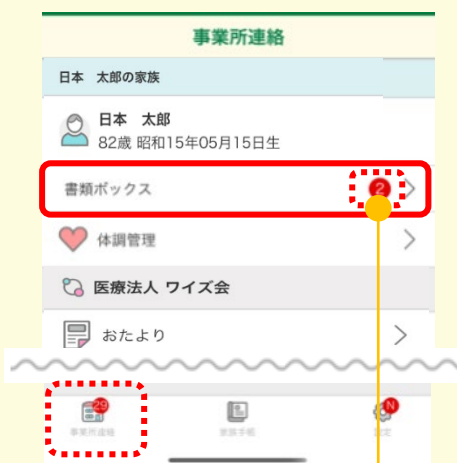 事業所連絡
日本 太郎の家族
日本 太郎
82歳 昭和15年05月15日生
書類ボックス 2
体調管理
医療法人 ワイズ会
おたより
29 N
事業所連絡 家族手帳 設定